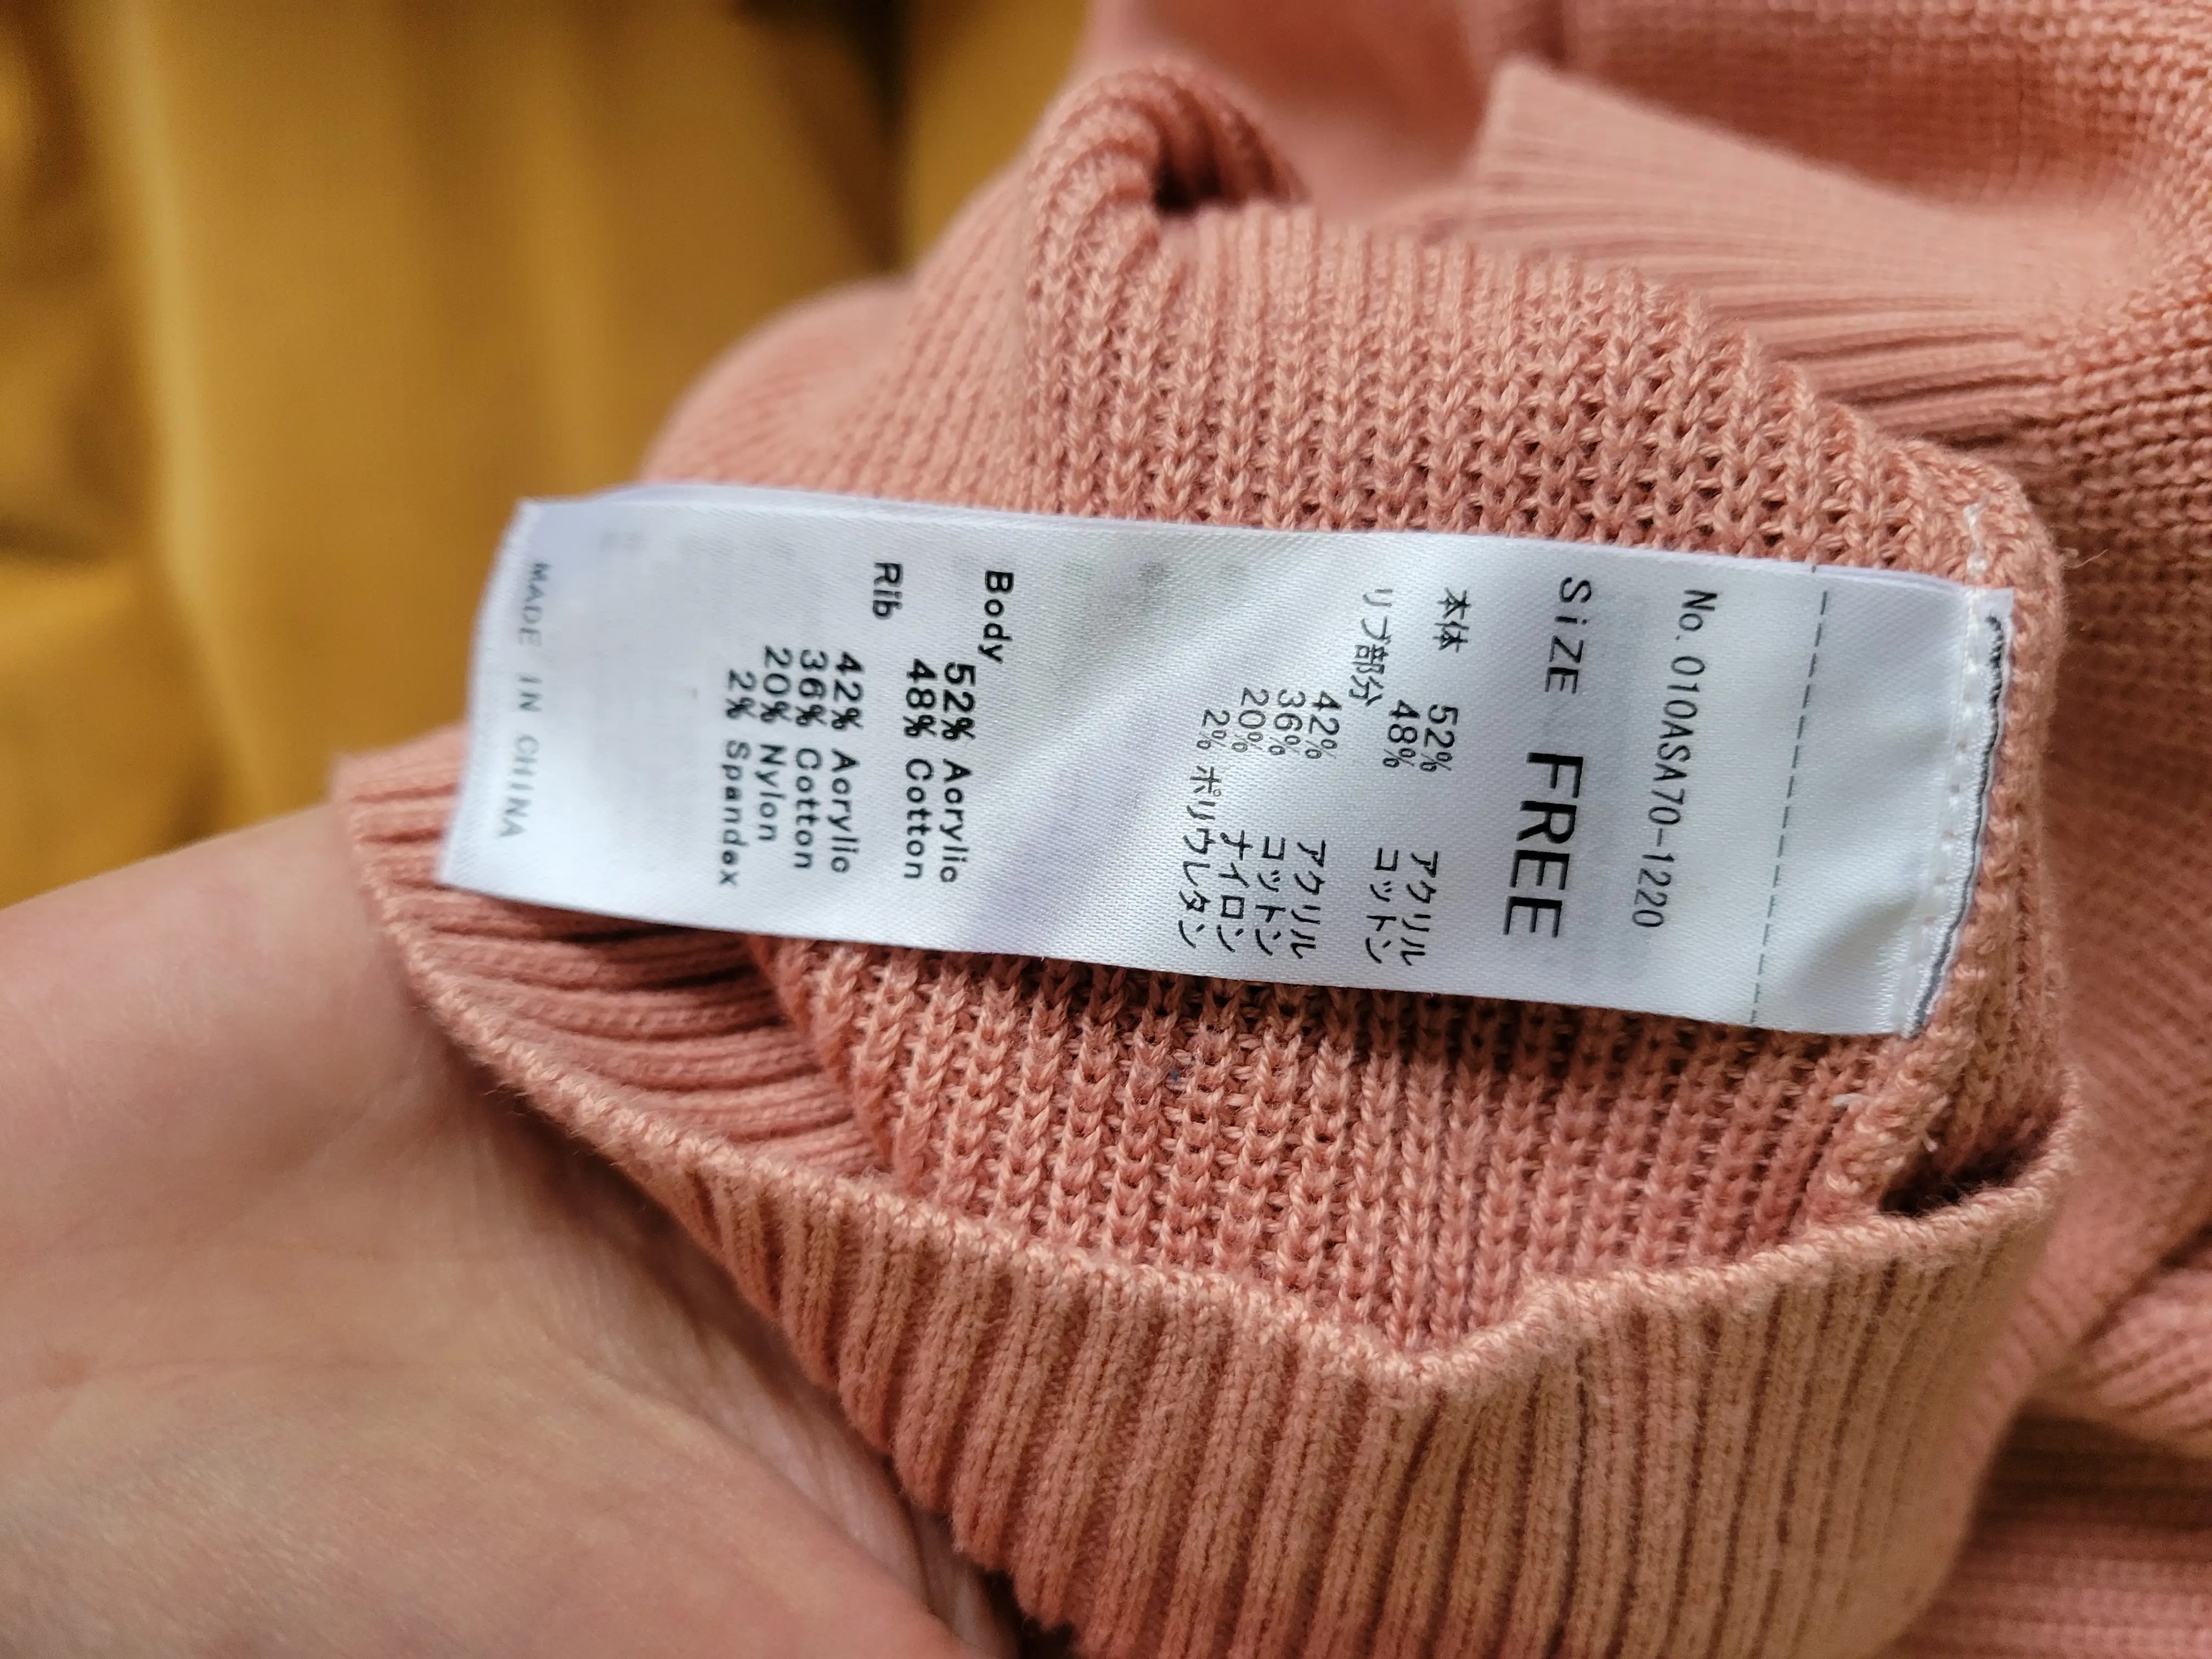 No. 010ASA70-1220
SiZE FREE
本体 52% アクリル
48% コットン
リブ部分
42% アクリル
36% コットン
20% ナイロン
2% ポリウレタン
Body
52% Acrylic
48% Cotton
Rib
42% Acrylic
36% Cotton
20% Nylon
2% Spandex
MADE IN CHINA